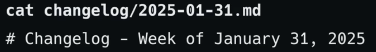 cat changelog/2025-01-31.md
# Changelog - Week of January 31, 2025